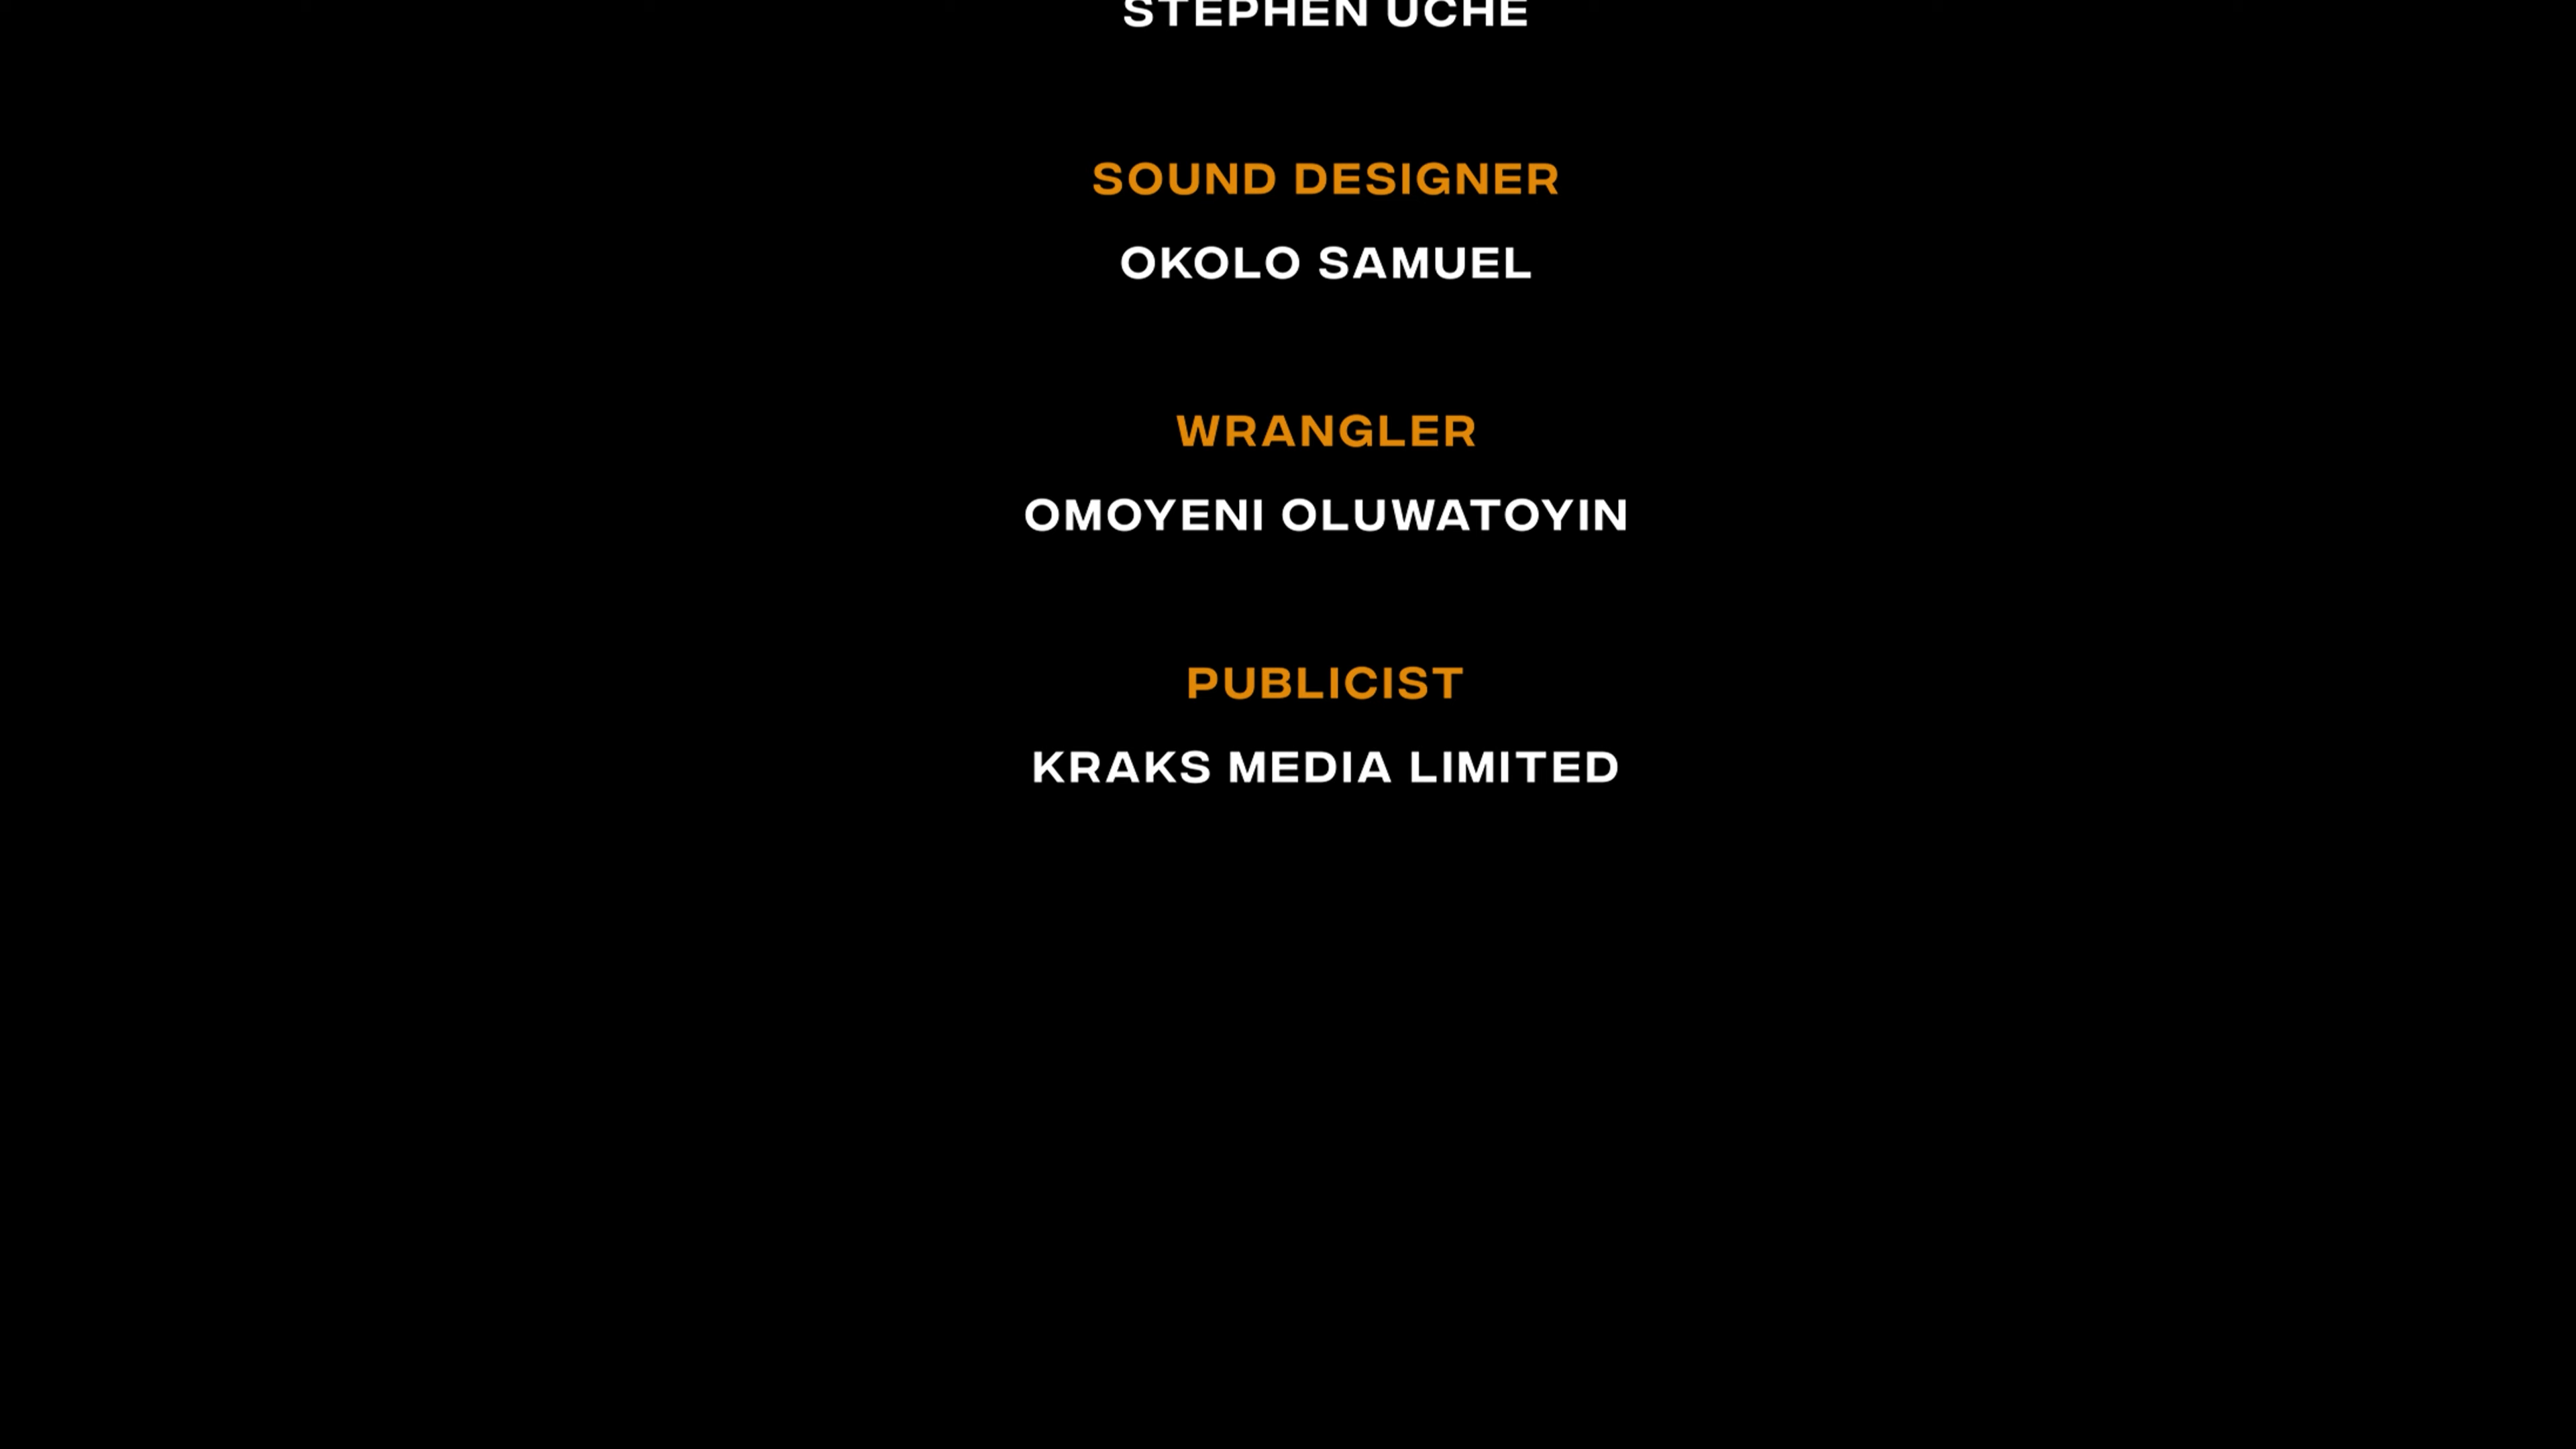 STEPHEN UCHE
SOUND DESIGNER
OKOLO SAMUEL
WRANGLER
OMOYENI OLUWATOYIN
PUBLICIST
KRAKS MEDIA LIMITED